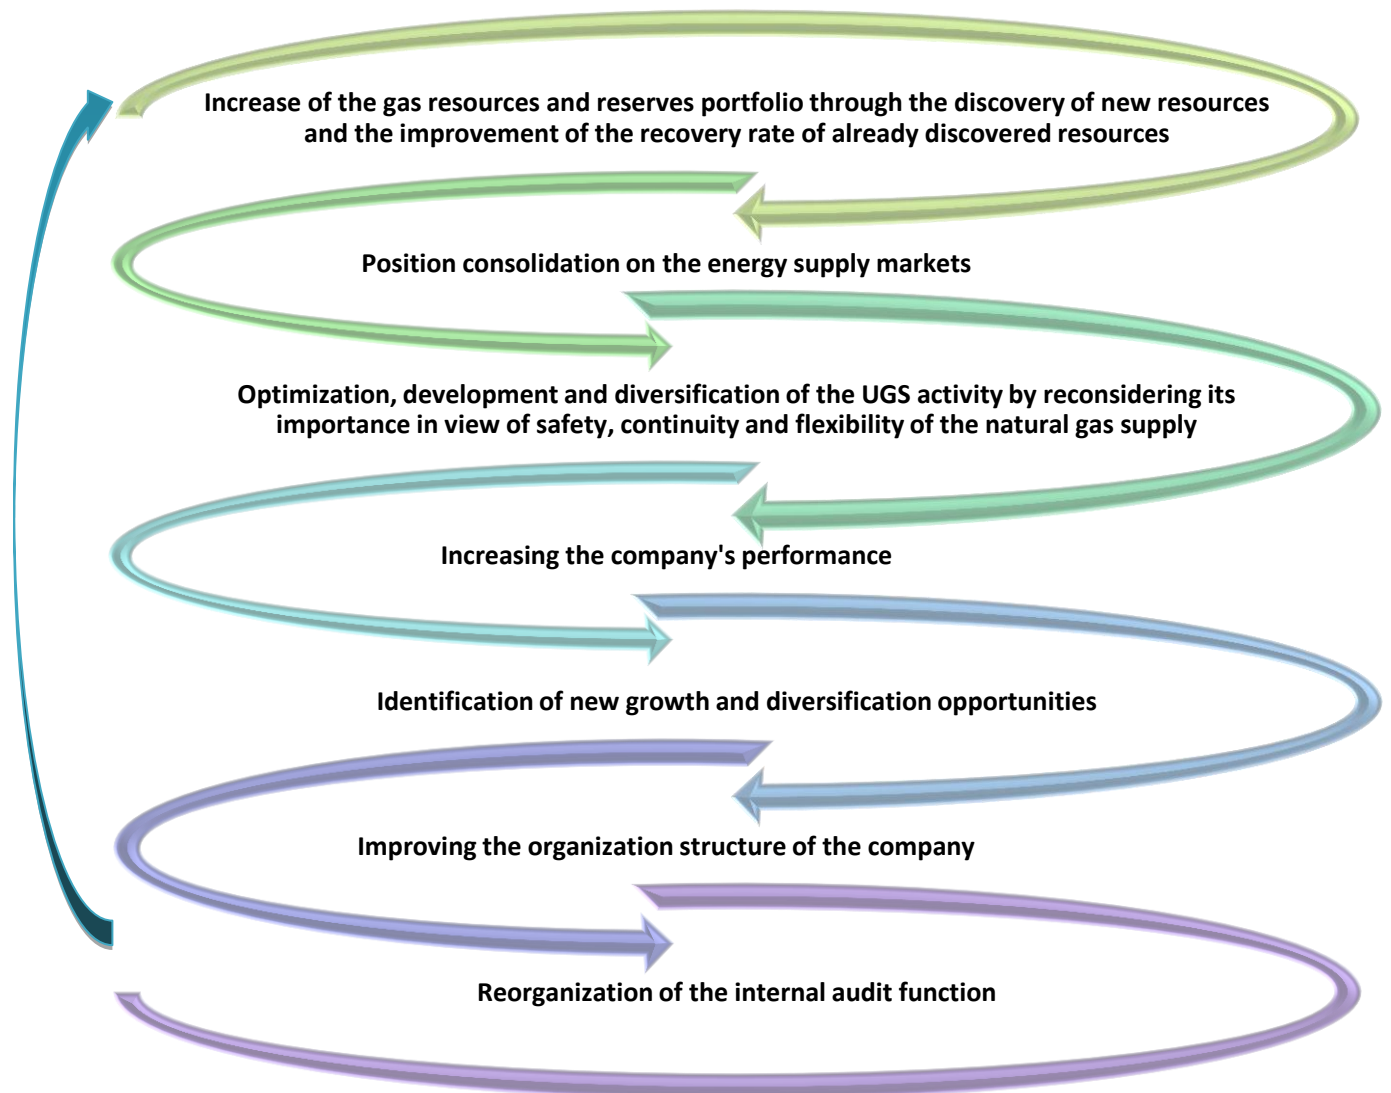 Increase of the gas resources and reserves portfolio through the discovery of new resources
and the improvement of the recovery rate of already discovered resources
Position consolidation on the energy supply markets
Optimization, development and diversification of the UGS activity by reconsidering its
importance in view of safety, continuity and flexibility of the natural gas supply
Increasing the company's performance
Identification of new growth and diversification opportunities
Improving the organization structure of the company
Reorganization of the internal audit function